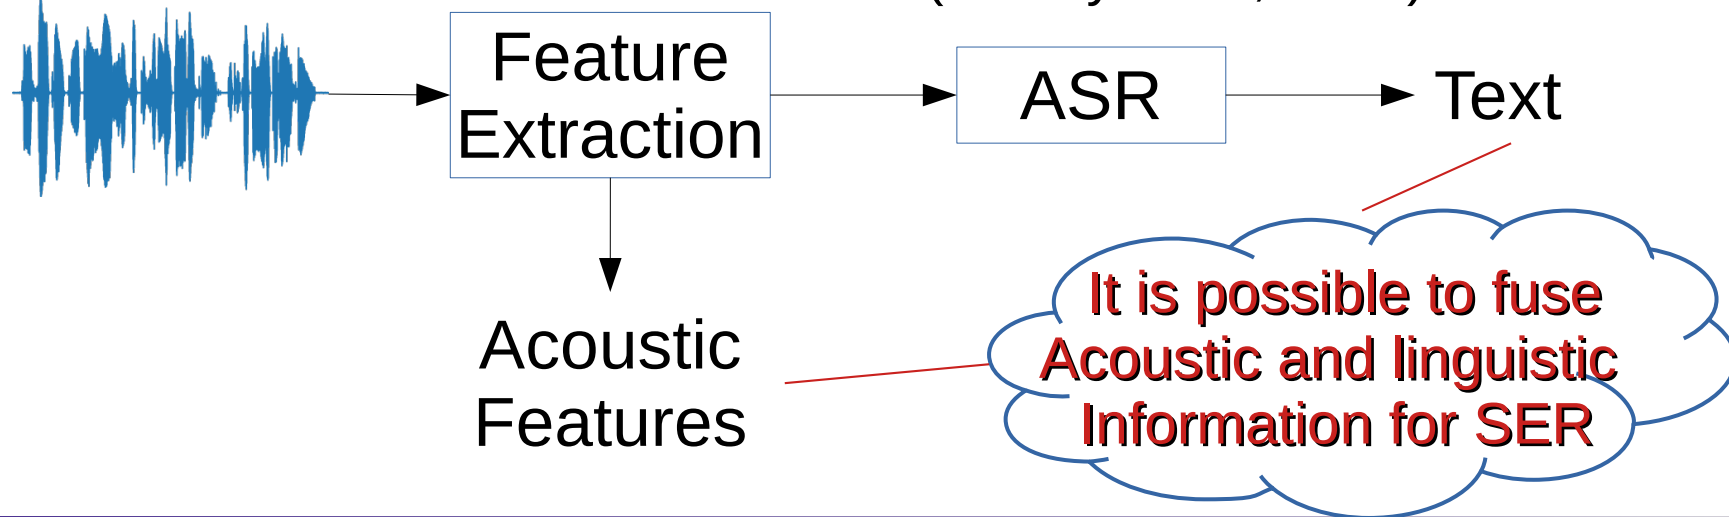 Feature
Extraction
ASR
Text
Acoustic
Features
It is possible to fuse
Acoustic and linguistic
Information for SER